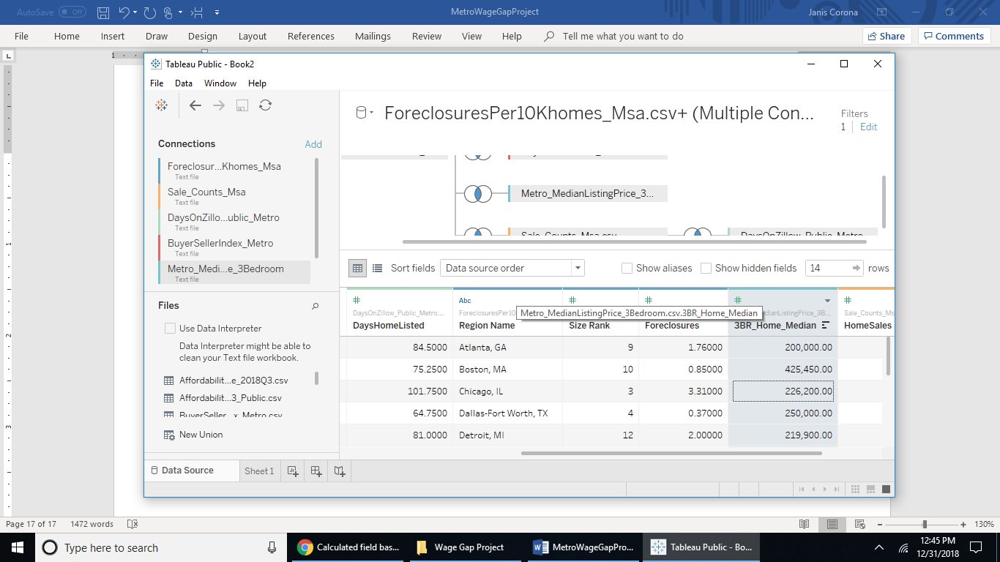 AutoSave Off
MetroWageGapProject
Janis Corona
File Home Insert Draw Design Layout References Mailings Review View Help Tell me what you want to do Share Comments
L
1
Tableau Public - Book2
File Data Window Help
ForeclosuresPer10Khomes_Msa.csv+ (Multiple Con...
Filters
1 Edit
Connections Add
Foreclosur...Khomes_Msa
Text file
Sale_Counts_Msa
Text file
DaysOnZillo...ublic_Metro
Text file
BuyerSellerIndex_Metro
Text file
Metro_Medi...e_3Bedroom
Text file
Metro_MedianListingPrice_3...
Sale_Counts_Msa.csv DaysOnZillow_Public_Metro
Sort fields Data source order Show aliases Show hidden fields 14 rows
Files
Use Data Interpreter
Data Interpreter might be able to
clean your Text file workbook.
Affordabilit...e_2018Q3.csv
Affordabilit...3_Public.csv
BuyerSeller...x_Metro.csv
New Union
# Abc # # # #
DaysOnZillow_Public_Metro.... ForeclosuresPer10 Metro_MedianListingPrice_3Bedroom.csv.3BR_Home_Median MedianListingPrice_3B... Sale_Counts_Ms
DaysHomeListed Region Name Size Rank Foreclosures 3BR_Home_Median HomeSales
84.5000 Atlanta, GA 9 1.76000 200,000.00
75.2500 Boston, MA 10 0.85000 425,450.00
101.7500 Chicago, IL 3 3.31000 226,200.00
64.7500 Dallas-Fort Worth, TX 4 0.37000 250,000.00
81.0000 Detroit, MI 12 2.00000 219,900.00
Data Source Sheet 1
1
2
3
Page 17 of 17 1472 words 130%
Type here to search
Calculated field bas...
Wage Gap Project
MetroWageGapPro...
Tableau Public - Bo...
12:45 PM
12/31/2018